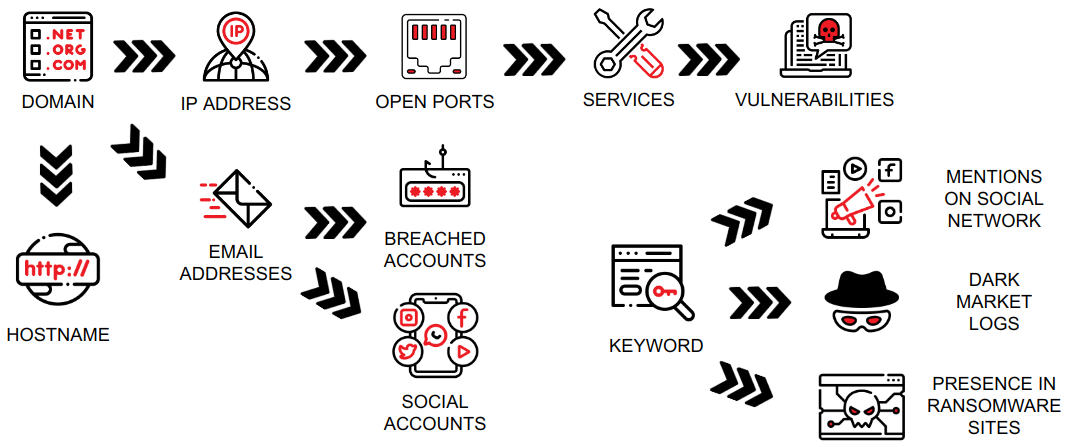 .NET
.ORG
.COM
DOMAIN
IP
IP ADDRESS
OPEN PORTS
SERVICES
VULNERABILITIES
http://
HOSTNAME
EMAIL
ADDRESSES
BREACHED
ACCOUNTS
SOCIAL
ACCOUNTS
KEYWORD
MENTIONS
ON SOCIAL
NETWORK
DARK
MARKET
LOGS
PRESENCE IN
RANSOMWARE
SITES